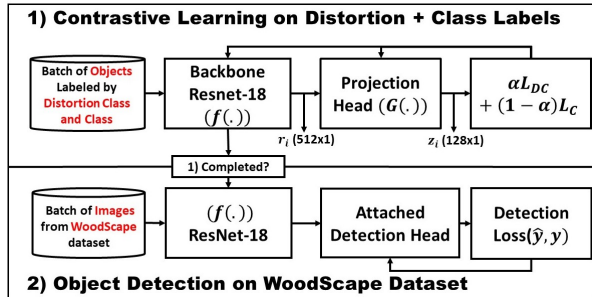 1) Contrastive Learning on Distortion + Class Labels
Batch of Objects
Labeled by
Distortion Class
and Class
Backbone
Resnet-18
(f(.))
r_i (512x1)
Projection
Head (G(.))
z_i (128x1)
αL_DC
+ (1 − α)L_C
1) Completed?
Batch of Images
from WoodScape
dataset
(f(.))
ResNet-18
Attached
Detection Head
Detection
Loss(ŷ, y)
2) Object Detection on WoodScape Dataset